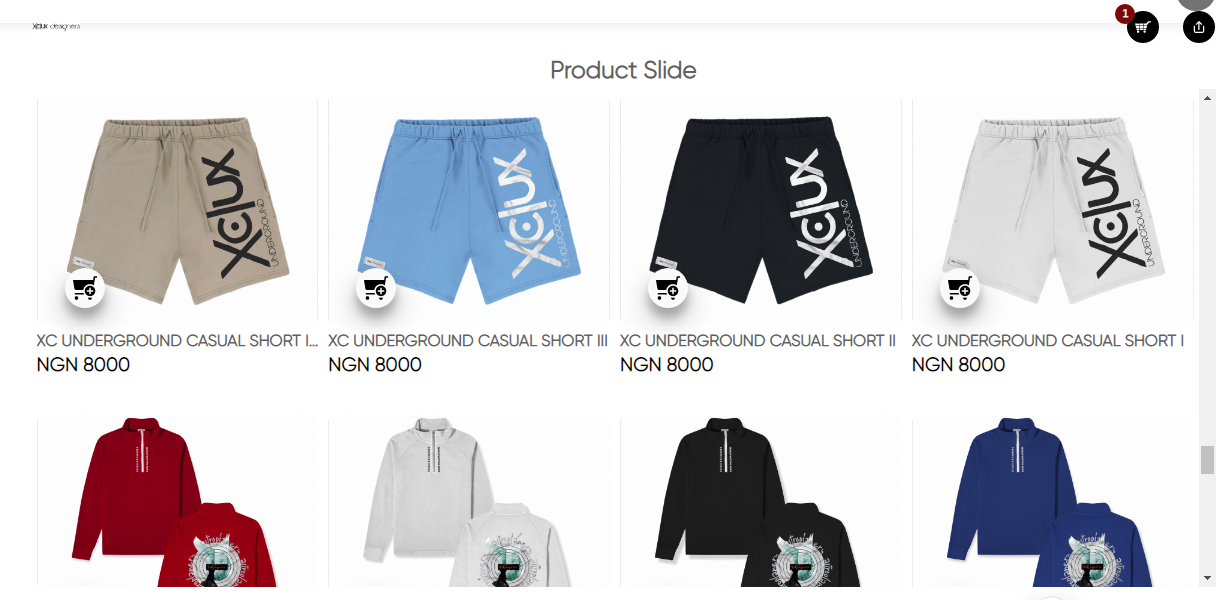 Xclux designers
1
Product Slide
Xclux
UNDERGROUND
Xclux
UNDERGROUND
Xclux
UNDERGROUND
Xclux
UNDERGROUND
XC UNDERGROUND CASUAL SHORT I...
NGN 8000
XC UNDERGROUND CASUAL SHORT III
NGN 8000
XC UNDERGROUND CASUAL SHORT II
NGN 8000
XC UNDERGROUND CASUAL SHORT I
NGN 8000